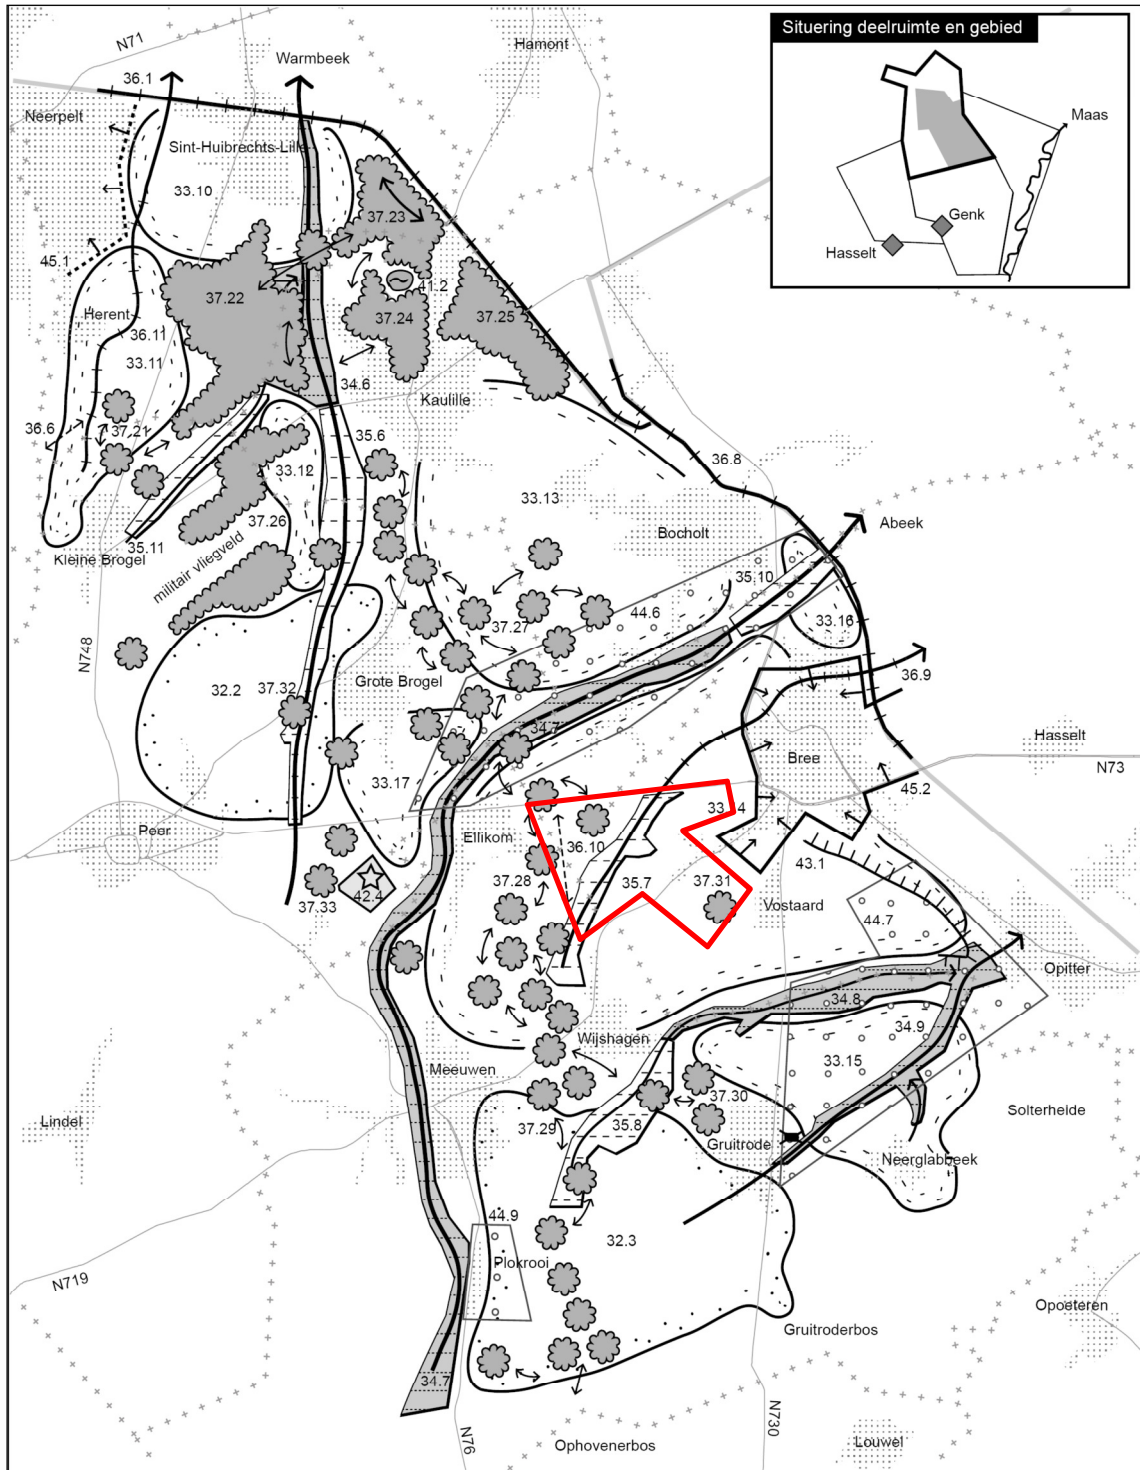 Situering deelruimte en gebied
Maas
Genk
Hasselt
N71
Hamont
Warmbeek
36.1
Neerpelt
Sint-Huibrechts-Lille
33.10
37.23
45.1
37.22
41.2
Herent
37.24
37.25
36.11
33.11
34.6
Kaulille
36.6
37.21
35.6
36.8
33.12
33.13
37.26
Bocholt
Abeek
35.11
Kleine Brogel
militair vliegveld
35.10
44.6
33.16
37.27
N748
32.2
37.32
Grote Brogel
36.9
34.7
Hasselt
Bree
N73
33.17
45.2
33.14
Peer
Ellikom
36.10
43.1
37.28
35.7
37.31
42.4
37.33
Vostaard
44.7
Opitter
34.8
34.9
Wijshagen
33.15
Meeuwen
37.30
Solterheide
Lindel
37.29
35.8
Gruitrode
Neerglabbeek
44.9
32.3
Plokrooi
N719
Opoeteren
Gruitroderbos
34.7
N76
N730
Ophovenerbos
Louwel